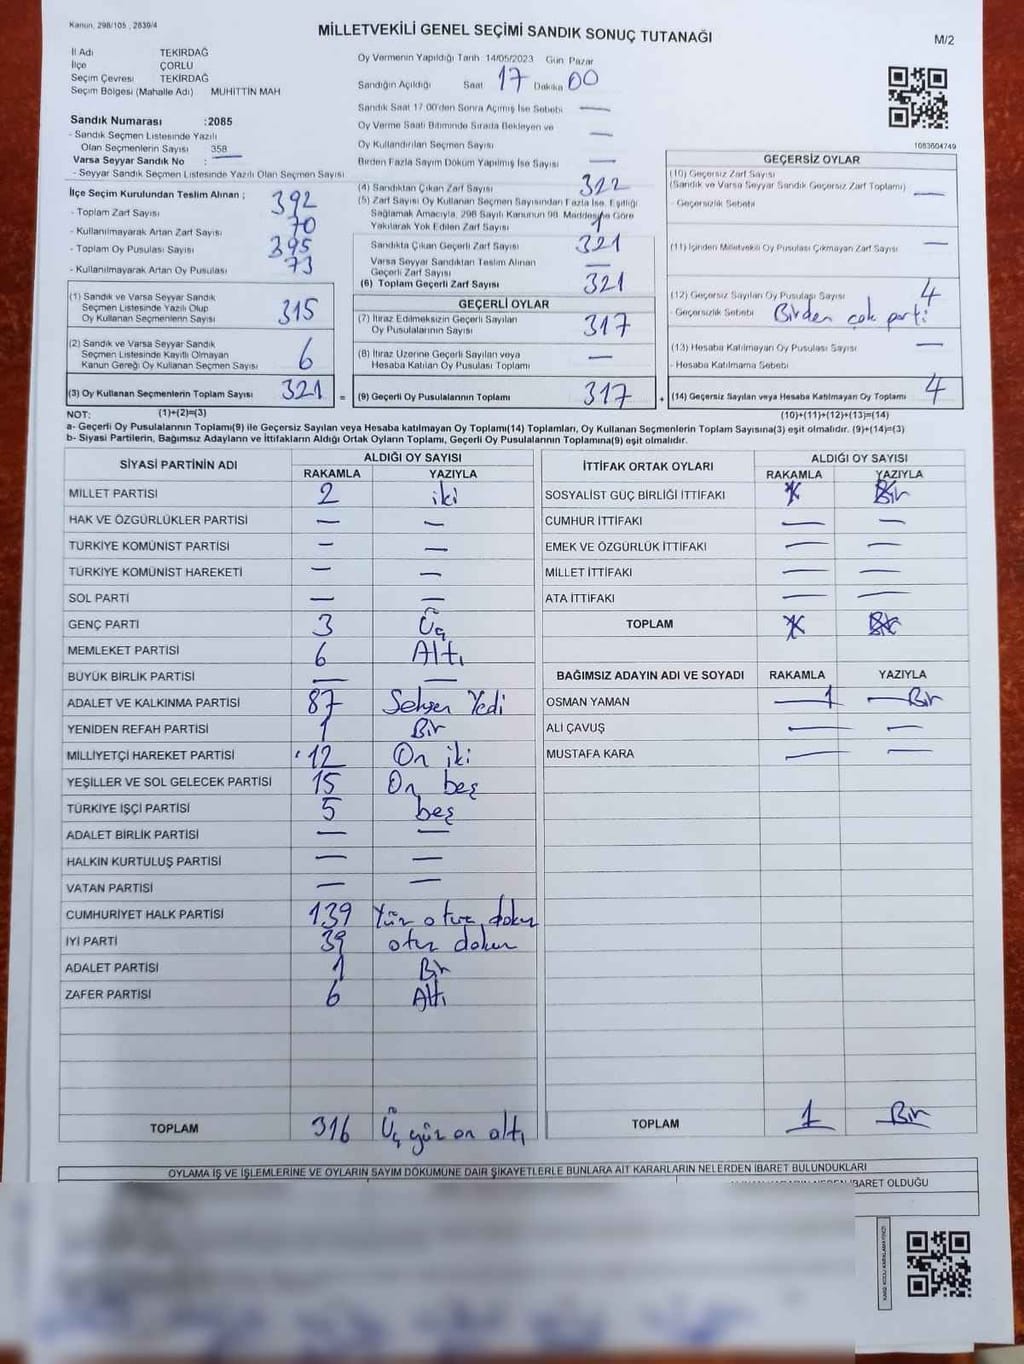 Kanun, 298/105, 2839/4
MİLLETVEKİLİ GENEL SEÇİMİ SANDIK SONUÇ TUTANAĞI
M/2
İl Adı TEKİRDAĞ
İlçe ÇORLU
Seçim Çevresi TEKİRDAĞ
Seçim Bölgesi (Mahalle Adı) MUHİTTİN MAH
Oy Vermenin Yapıldığı Tarih 14/05/2023 Gün Pazar
Sandığın Açıldığı Saat 17 Dakika 00
Sandık Saat 17.00'den Sonra Açılmış İse Sebebi —
Oy Verme Saati Bitiminde Sırada Bekleyen ve
Oy Kullandırılan Seçmen Sayısı —
Birden Fazla Sayım Döküm Yapılmış İse Sayısı —
1083604749
Sandık Numarası :2085
- Sandık Seçmen Listesinde Yazılı
Olan Seçmenlerin Sayısı 358
Varsa Seyyar Sandık No :
- Seyyar Sandık Seçmen Listesinde Yazılı Olan Seçmen Sayısı
İlçe Seçim Kurulundan Teslim Alınan ;
- Toplam Zarf Sayısı 392
- Kullanılmayarak Artan Zarf Sayısı 70
- Toplam Oy Pusulası Sayısı 395
- Kullanılmayarak Artan Oy Pusulası 73
(1) Sandık ve Varsa Seyyar Sandık
Seçmen Listesinde Yazılı Olup
Oy Kullanan Seçmenlerin Sayısı 315
(2) Sandık ve Varsa Seyyar Sandık
Seçmen Listesinde Kayıtlı Olmayan
Kanun Gereği Oy Kullanan Seçmen Sayısı 6
(3) Oy Kullanan Seçmenlerin Toplam Sayısı 321
(4) Sandıktan Çıkan Zarf Sayısı 322
(5) Zarf Sayısı Oy Kullanan Seçmen Sayısından Fazla İse, Eşitliği
Sağlamak Amacıyla, 298 Sayılı Kanunun 98. Maddesine Göre
Yakılarak Yok Edilen Zarf Sayısı 1
Sandıkta Çıkan Geçerli Zarf Sayısı 321
Varsa Seyyar Sandıktan Teslim Alınan
Geçerli Zarf Sayısı —
(6) Toplam Geçerli Zarf Sayısı 321
GEÇERLİ OYLAR
(7) İtiraz Edilmeksizin Geçerli Sayılan
Oy Pusulalarının Sayısı 317
(8) İtiraz Üzerine Geçerli Sayılan veya
Hesaba Katılan Oy Pusulası Toplamı —
= (9) Geçerli Oy Pusulalarının Toplamı 317
GEÇERSİZ OYLAR
(10) Geçersiz Zarf Sayısı
(Sandık ve Varsa Seyyar Sandık Geçersiz Zarf Toplamı) —
- Geçersizlik Sebebi
(11) İçinden Milletvekili Oy Pusulası Çıkmayan Zarf Sayısı —
(12) Geçersiz Sayılan Oy Pusulası Sayısı 4
- Geçersizlik Sebebi Birden çok parti
(13) Hesaba Katılmayan Oy Pusulası Sayısı —
- Hesaba Katılmama Sebebi
+ (14) Geçersiz Sayılan veya Hesaba Katılmayan Oy Toplamı 4
NOT: (1)+(2)=(3) (10)+(11)+(12)+(13)=(14)
a- Geçerli Oy Pusulalarının Toplamı(9) ile Geçersiz Sayılan veya Hesaba katılmayan Oy Toplamı(14) Toplamları, Oy Kullanan Seçmenlerin Toplam Sayısına(3) eşit olmalıdır. (9)+(14)=(3)
b- Siyasi Partilerin, Bağımsız Adayların ve İttifakların Aldığı Ortak Oyların Toplamı, Geçerli Oy Pusulalarının Toplamına(9) eşit olmalıdır.
SİYASİ PARTİNİN ADI ALDIĞI OY SAYISI
RAKAMLA YAZIYLA
MİLLET PARTİSİ 2 iki
HAK VE ÖZGÜRLÜKLER PARTİSİ — —
TÜRKİYE KOMÜNİST PARTİSİ — —
TÜRKİYE KOMÜNİST HAREKETİ — —
SOL PARTİ — —
GENÇ PARTİ 3 Üç
MEMLEKET PARTİSİ 6 Altı
BÜYÜK BİRLİK PARTİSİ — —
ADALET VE KALKINMA PARTİSİ 87 Seksen Yedi
YENİDEN REFAH PARTİSİ 1 Bir
MİLLİYETÇİ HAREKET PARTİSİ 12 On iki
YEŞİLLER VE SOL GELECEK PARTİSİ 15 On beş
TÜRKİYE İŞÇİ PARTİSİ 5 beş
ADALET BİRLİK PARTİSİ — —
HALKIN KURTULUŞ PARTİSİ — —
VATAN PARTİSİ — —
CUMHURİYET HALK PARTİSİ 139 Yüz otuz dokuz
İYİ PARTİ 39 otuz dokuz
ADALET PARTİSİ 1 Bir
ZAFER PARTİSİ 6 Altı
TOPLAM 316 Üç yüz on altı
İTTİFAK ORTAK OYLARI ALDIĞI OY SAYISI
RAKAMLA YAZIYLA
SOSYALİST GÜÇ BİRLİĞİ İTTİFAKI Bir
CUMHUR İTTİFAKI — —
EMEK VE ÖZGÜRLÜK İTTİFAKI — —
MİLLET İTTİFAKI — —
ATA İTTİFAKI — —
TOPLAM
BAĞIMSIZ ADAYIN ADI VE SOYADI RAKAMLA YAZIYLA
OSMAN YAMAN 1 Bir
ALİ ÇAVUŞ — —
MUSTAFA KARA — —
TOPLAM 1 Bir
OYLAMA İŞ VE İŞLEMLERİNE VE OYLARIN SAYIM DÖKÜMÜNE DAİR ŞİKAYETLERLE BUNLARA AİT KARARLARIN NELERDEN İBARET BULUNDUKLARI
İBARET OLDUĞU